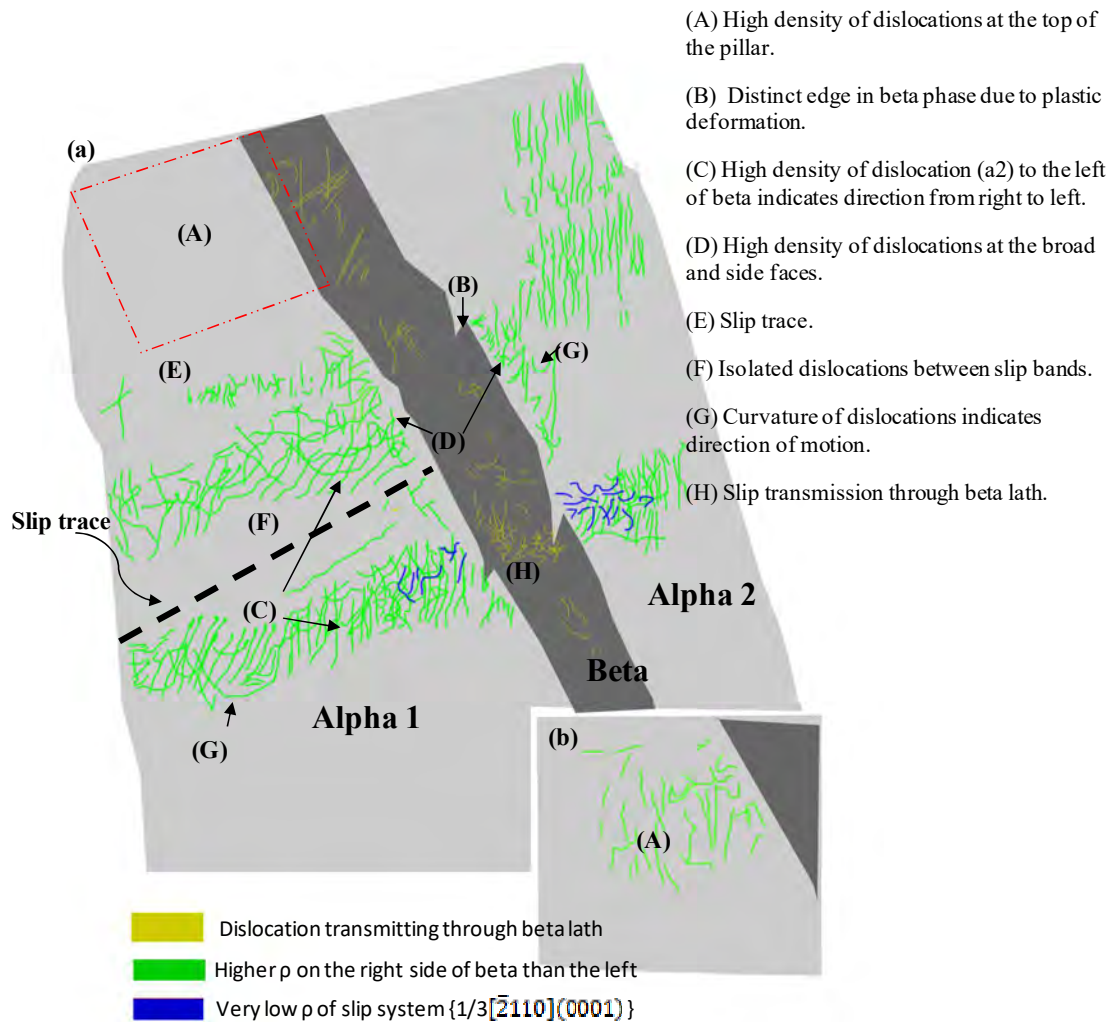 (A) High density of dislocations at the top of
the pillar.
(B) Distinct edge in beta phase due to plastic
deformation.
(C) High density of dislocation (a2) to the left
of beta indicates direction from right to left.
(D) High density of dislocations at the broad
and side faces.
(E) Slip trace.
(F) Isolated dislocations between slip bands.
(G) Curvature of dislocations indicates
direction of motion.
(H) Slip transmission through beta lath.
(a)
(A)
(B)
(G)
(E)
(D)
Slip trace
(F)
(H)
(C)
Alpha 2
Beta
Alpha 1
(G)
(b)
(A)
Dislocation transmitting through beta lath
Higher ρ on the right side of beta than the left
Very low ρ of slip system {1/3[2̄110](0001) }